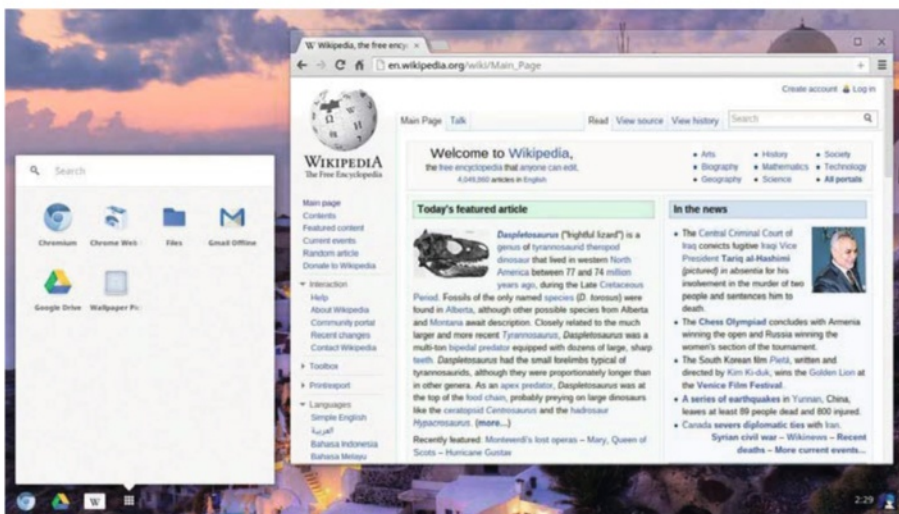 Search
Chromium
Chrome Web
Files
Gmail Offline
Google Drive
Wallpaper Pi
W Wikipedia, the free ency
en.wikipedia.org/wiki/Main_Page
Create account Log in
WIKIPEDIA
The Free Encyclopedia
Main Page Talk Read View source View history Search
Main page
Contents
Featured content
Current events
Random article
Donate to Wikipedia
Interaction
Help
About Wikipedia
Community portal
Recent changes
Contact Wikipedia
Toolbox
Print/export
Languages
Simple English
العربية
Bahasa Indonesia
Bahasa Melayu
Welcome to Wikipedia,
the free encyclopedia that anyone can edit.
articles in English
Arts
Biography
Geography
History
Mathematics
Science
Society
Technology
All portals
Today's featured article
Daspletosaurus ("frightful lizard") is a
genus of tyrannosaurid theropod
dinosaur that lived in western North
America between 77 and 74 million
years ago, during the Late Cretaceous
Period. Fossils of the only named species (D. torosus) were
found in Alberta, although other possible species from Alberta
and Montana await description. Closely related to the much
larger and more recent Tyrannosaurus, Daspletosaurus was a
multi-ton bipedal predator equipped with dozens of large, sharp
teeth. Daspletosaurus had the small forelimbs typical of
tyrannosaurids, although they were proportionately longer than
in other genera. As an apex predator, Daspletosaurus was at
the top of the food chain, probably preying on large dinosaurs
like the ceratopsid Centrosaurus and the hadrosaur
Hypacrosaurus. (more...)
Recently featured: Monteverdi's lost operas – Mary, Queen of
Scots – Hurricane Gustav
In the news
The Central Criminal Court of
Iraq convicts fugitive Iraqi Vice
President Tariq al-Hashimi
(pictured) in absentia for his
involvement in the murder of two
people and sentences him to
death.
The Chess Olympiad concludes with Armenia
winning the open and Russia winning the
women's section of the tournament.
The South Korean film Pietà, written and
directed by Kim Ki-duk, wins the Golden Lion at
the Venice Film Festival.
A series of earthquakes in Yunnan, China,
leaves at least 89 people dead and 800 injured.
Canada severs diplomatic ties with Iran.
Syrian civil war – Wikinews – Recent
deaths – More current events...
W
2:29